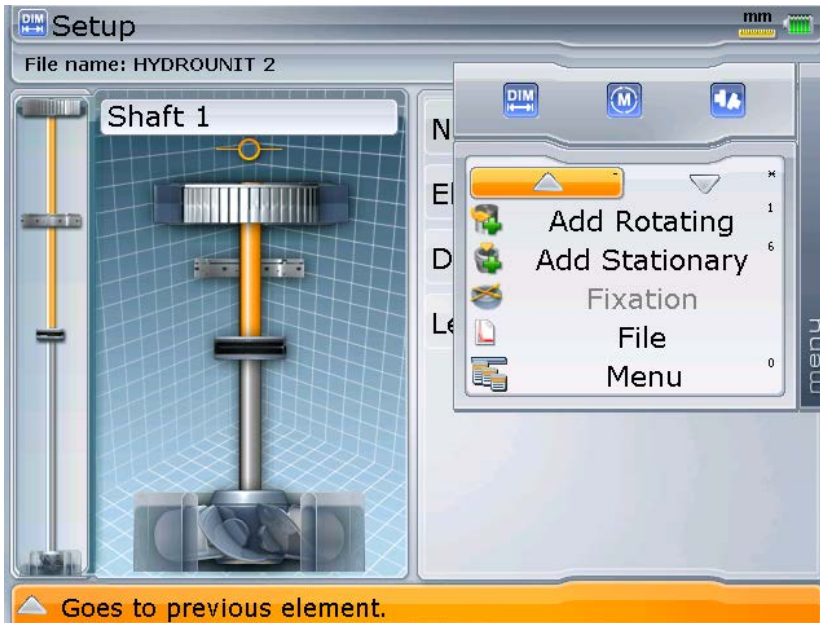 DIM
Setup
mm
File name: HYDROUNIT 2
Shaft 1
DIM
M
N
El
D
Le
-
*
Add Rotating 1
Add Stationary 6
Fixation
File
Menu 0
menu
Goes to previous element.